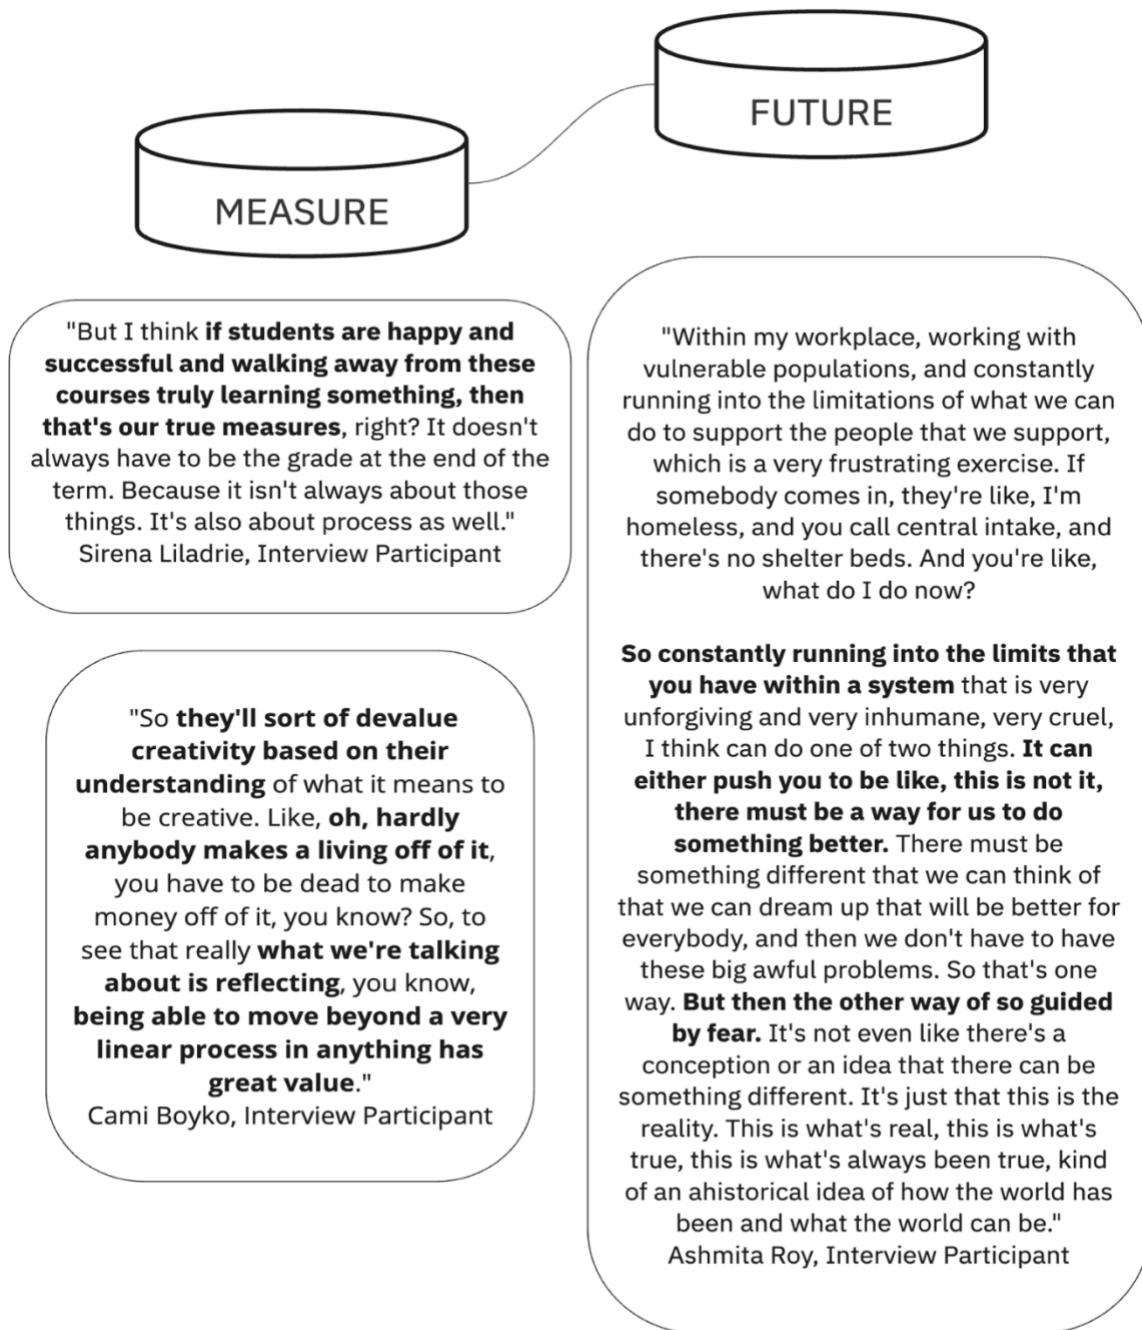 FUTURE
MEASURE
"But I think if students are happy and
successful and walking away from these
courses truly learning something, then
that's our true measures, right? It doesn't
always have to be the grade at the end of the
term. Because it isn't always about those
things. It's also about process as well."
Sirena Liladrie, Interview Participant
"So they'll sort of devalue
creativity based on their
understanding of what it means to
be creative. Like, oh, hardly
anybody makes a living off of it,
you have to be dead to make
money off of it, you know? So, to
see that really what we're talking
about is reflecting, you know,
being able to move beyond a very
linear process in anything has
great value."
Cami Boyko, Interview Participant
"Within my workplace, working with
vulnerable populations, and constantly
running into the limitations of what we can
do to support the people that we support,
which is a very frustrating exercise. If
somebody comes in, they're like, I'm
homeless, and you call central intake, and
there's no shelter beds. And you're like,
what do I do now?
So constantly running into the limits that
you have within a system that is very
unforgiving and very inhumane, very cruel,
I think can do one of two things. It can
either push you to be like, this is not it,
there must be a way for us to do
something better. There must be
something different that we can think of
that we can dream up that will be better for
everybody, and then we don't have to have
these big awful problems. So that's one
way. But then the other way of so guided
by fear. It's not even like there's a
conception or an idea that there can be
something different. It's just that this is the
reality. This is what's real, this is what's
true, this is what's always been true, kind
of an ahistorical idea of how the world has
been and what the world can be."
Ashmita Roy, Interview Participant